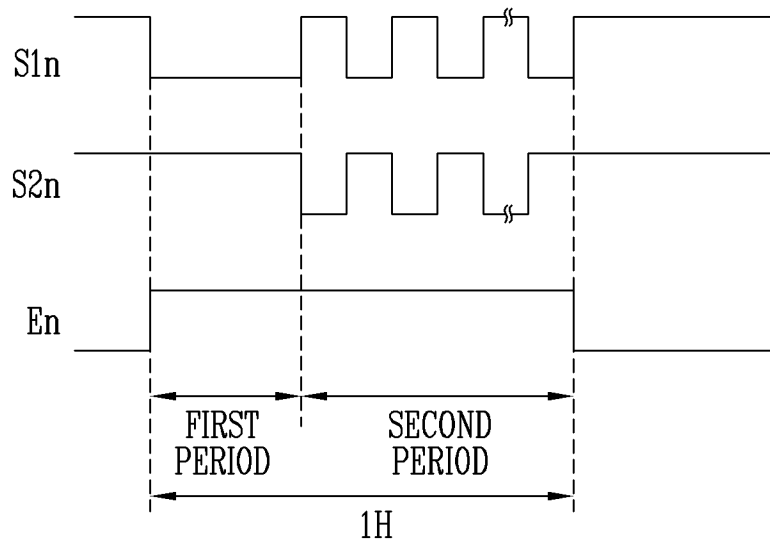 S1n
S2n
En
FIRST
PERIOD
SECOND
PERIOD
1H